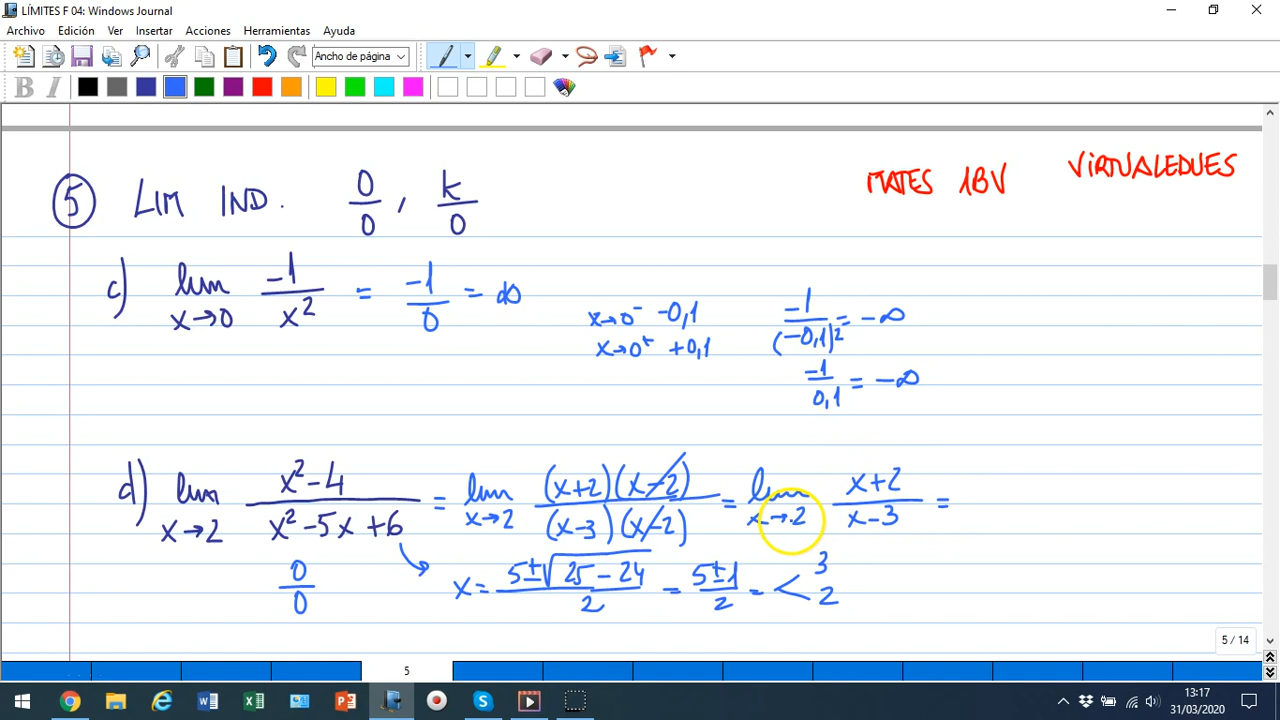 LÍMITES F 04: Windows Journal
Archivo Edición Ver Insertar Acciones Herramientas Ayuda
Ancho de página
B I
MATES 1BV VIRTUALEDUES
5 LIM IND. 0/0 , k/0
c) lim x→0 -1/x² = -1/0 = ∞
x→0⁻ -0,1 -1/(-0,1)² = -∞
x→0⁺ +0,1 -1/0,1 = -∞
d) lim x→2 x²-4/x²-5x+6 = lim x→2 (x+2)(x-2)/(x-3)(x-2) = lim x→2 x+2/x-3 =
0/0 x = 5±√25-24/2 = 5±1/2 = < 3 2
5 / 14
5
13:17
31/03/2020